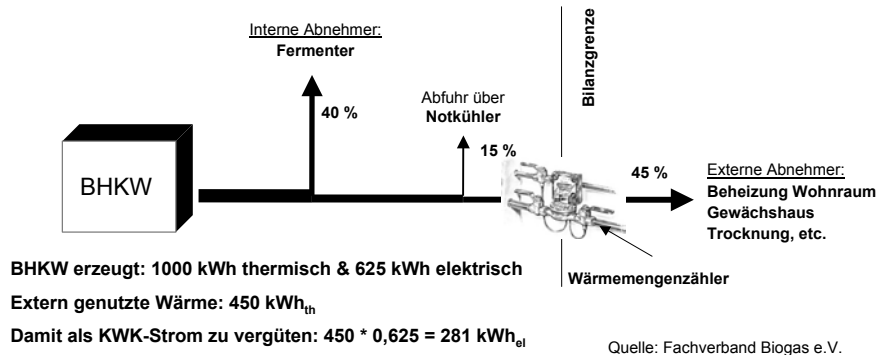 Interne Abnehmer:
Fermenter
40 %
Abfuhr über
Notkühler
15 %
Bilanzgrenze
45 %
Externe Abnehmer:
Beheizung Wohnraum
Gewächshaus
Trocknung, etc.
BHKW
Wärmemengenzähler
BHKW erzeugt: 1000 kWh thermisch & 625 kWh elektrisch
Extern genutzte Wärme: 450 kWhth
Damit als KWK-Strom zu vergüten: 450 * 0,625 = 281 kWhel
Quelle: Fachverband Biogas e.V.